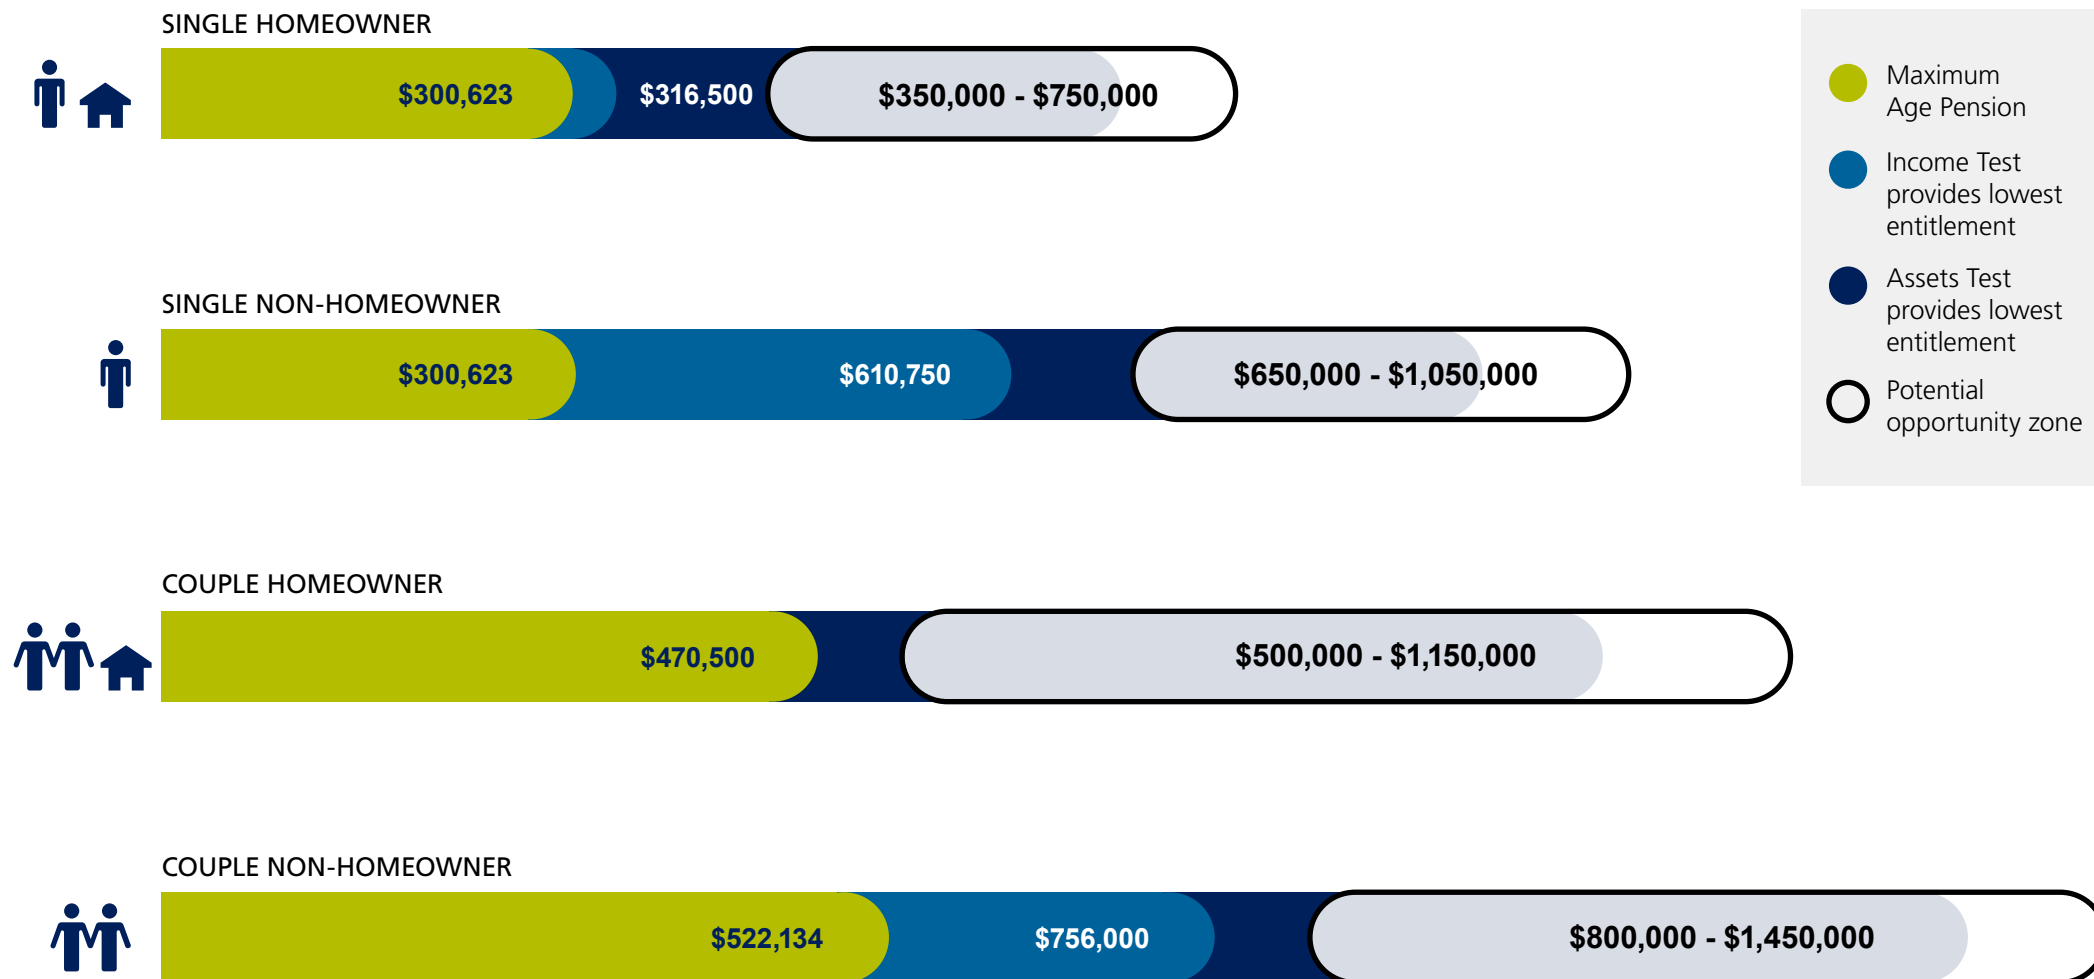 SINGLE HOMEOWNER
$300,623
$316,500
$350,000 - $750,000
SINGLE NON-HOMEOWNER
$300,623
$610,750
$650,000 - $1,050,000
COUPLE HOMEOWNER
$470,500
$500,000 - $1,150,000
COUPLE NON-HOMEOWNER
$522,134
$756,000
$800,000 - $1,450,000
Maximum
Age Pension
Income Test
provides lowest
entitlement
Assets Test
provides lowest
entitlement
Potential
opportunity zone